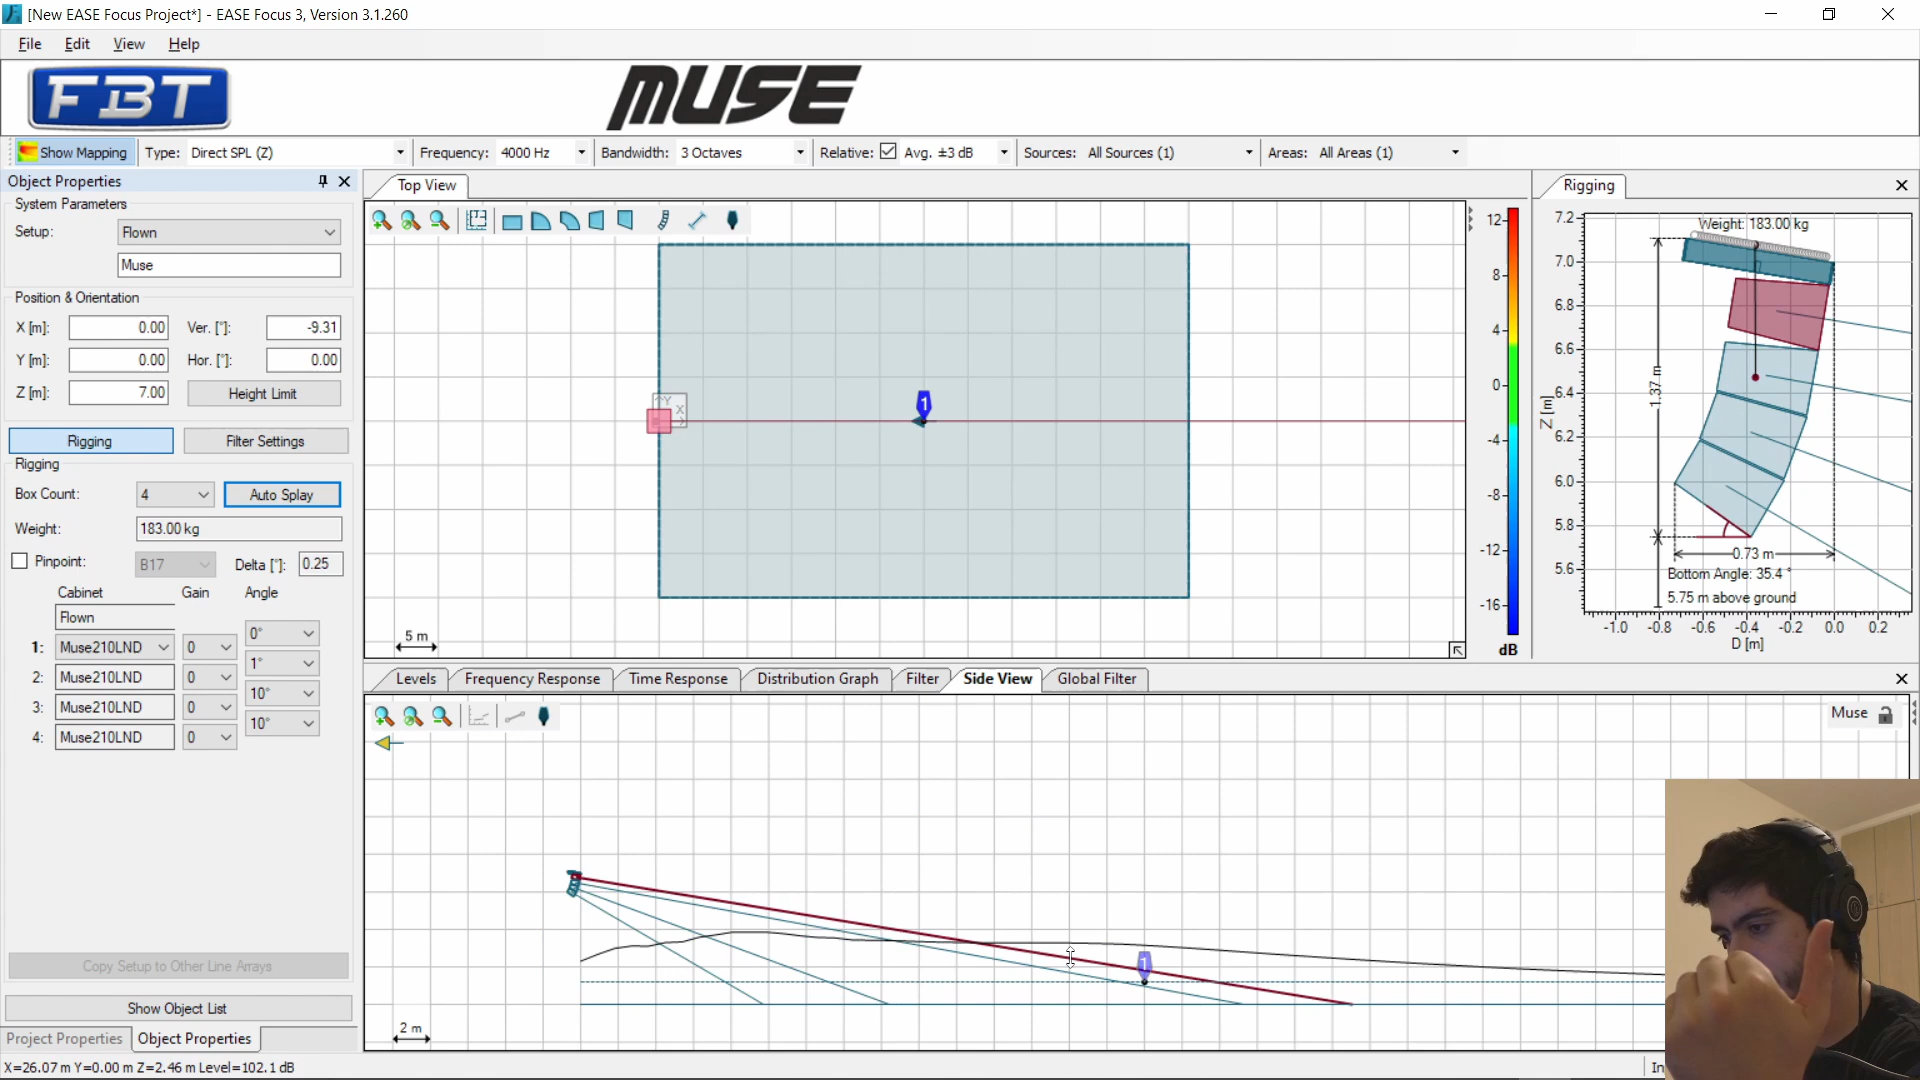 [New EASE Focus Project*] - EASE Focus 3, Version 3.1.260
File Edit View Help
FBT MUSE
Show Mapping Type: Direct SPL (Z) Frequency: 4000 Hz Bandwidth: 3 Octaves Relative: Avg. ±3 dB Sources: All Sources (1) Areas: All Areas (1)
Object Properties
System Parameters
Setup: Flown
Muse
Position & Orientation
X [m]: 0.00 Ver. [°]: -9.31
Y [m]: 0.00 Hor. [°]: 0.00
Z [m]: 7.00 Height Limit
Rigging Filter Settings
Rigging
Box Count: 4 Auto Splay
Weight: 183.00 kg
Pinpoint: B17 Delta [°]: 0.25
Cabinet Gain Angle
Flown
0°
1: Muse210LND 0
1°
2: Muse210LND 0
10°
3: Muse210LND 0
10°
4: Muse210LND 0
Copy Setup to Other Line Arrays
Show Object List
Project Properties Object Properties
X=26.07 m Y=0.00 m Z=2.46 m Level=102.1 dB
Top View
Y
X
1
5 m
12
8
4
0
-4
-8
-12
-16
dB
Rigging
Weight: 183.00 kg
7.2
7.0
6.8
6.6
6.4
6.2
6.0
5.8
5.6
Z [m]
1.37 m
0.73 m
Bottom Angle: 35.4 °
5.75 m above ground
-1.0 -0.8 -0.6 -0.4 -0.2 0.0 0.2
D [m]
Levels Frequency Response Time Response Distribution Graph Filter Side View Global Filter
Muse
1
2 m
In